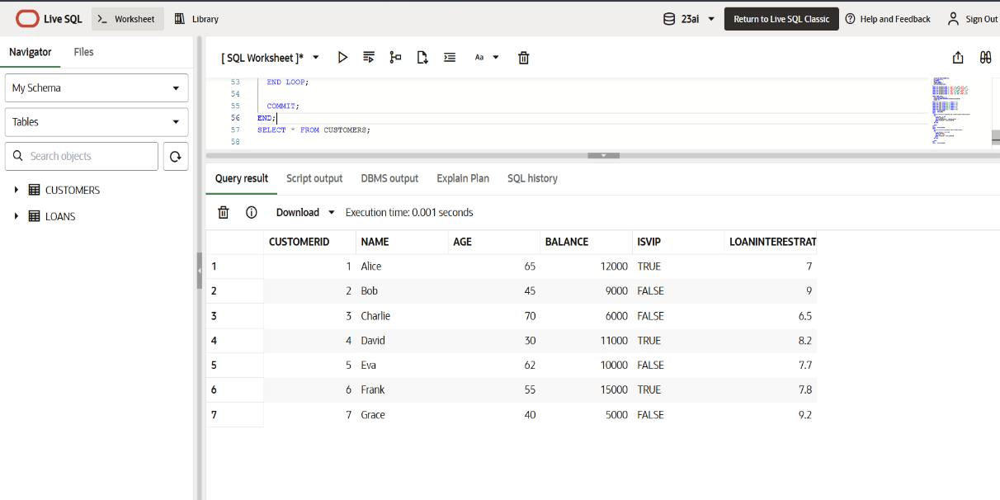 Live SQL
>_ Worksheet
Library
23ai
Return to Live SQL Classic
Help and Feedback
Sign Out
Navigator
Files
My Schema
Tables
Search objects
CUSTOMERS
LOANS
[ SQL Worksheet ]*
Aa
53 END LOOP;
54
55 COMMIT;
56 END;
57 SELECT * FROM CUSTOMERS;
58
Query result Script output DBMS output Explain Plan SQL history
Download Execution time: 0.001 seconds
CUSTOMERID NAME AGE BALANCE ISVIP LOANINTERESTRAT
1 1 Alice 65 12000 TRUE 7
2 2 Bob 45 9000 FALSE 9
3 3 Charlie 70 6000 FALSE 6.5
4 4 David 30 11000 TRUE 8.2
5 5 Eva 62 10000 FALSE 7.7
6 6 Frank 55 15000 TRUE 7.8
7 7 Grace 40 5000 FALSE 9.2